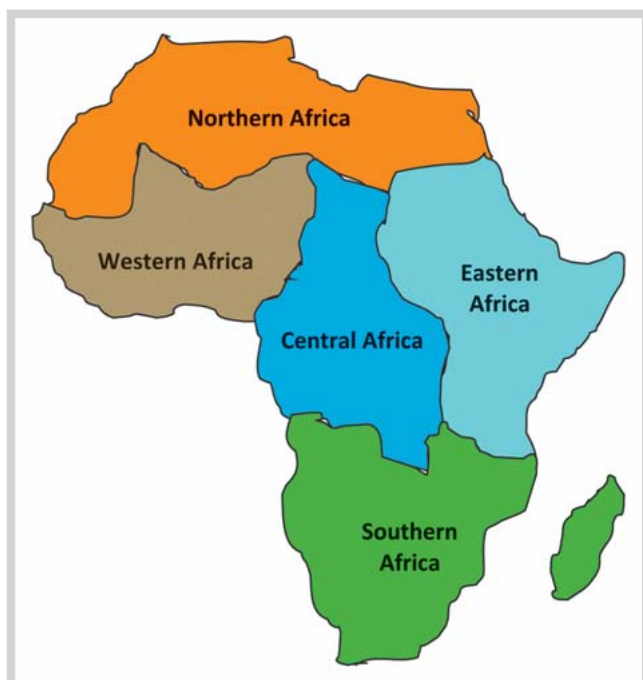 Northern Africa
Western Africa
Eastern
Africa
Central Africa
Southern
Africa